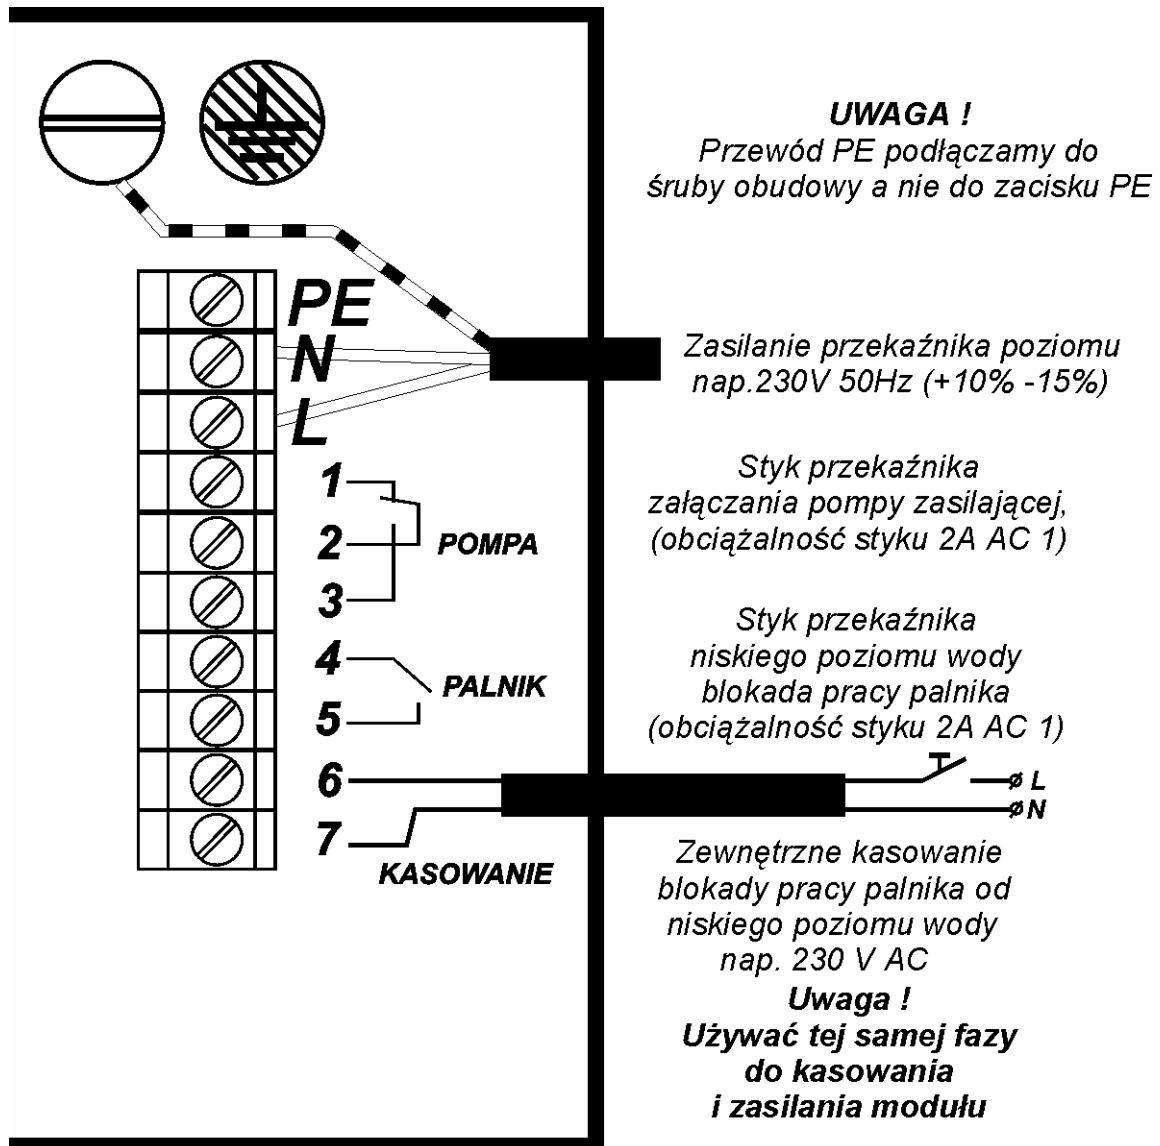 UWAGA !
Przewód PE podłączamy do
śruby obudowy a nie do zacisku PE
PE
N
L
Zasilanie przekaźnika poziomu
nap.230V 50Hz (+10% -15%)
1
2
3
POMPA
Styk przekaźnika
załączania pompy zasilającej,
(obciążalność styku 2A AC 1)
4
5
PALNIK
Styk przekaźnika
niskiego poziomu wody
blokada pracy palnika
(obciążalność styku 2A AC 1)
6
7
KASOWANIE
L
N
Zewnętrzne kasowanie
blokady pracy palnika od
niskiego poziomu wody
nap. 230 V AC
Uwaga !
Używać tej samej fazy
do kasowania
i zasilania modułu